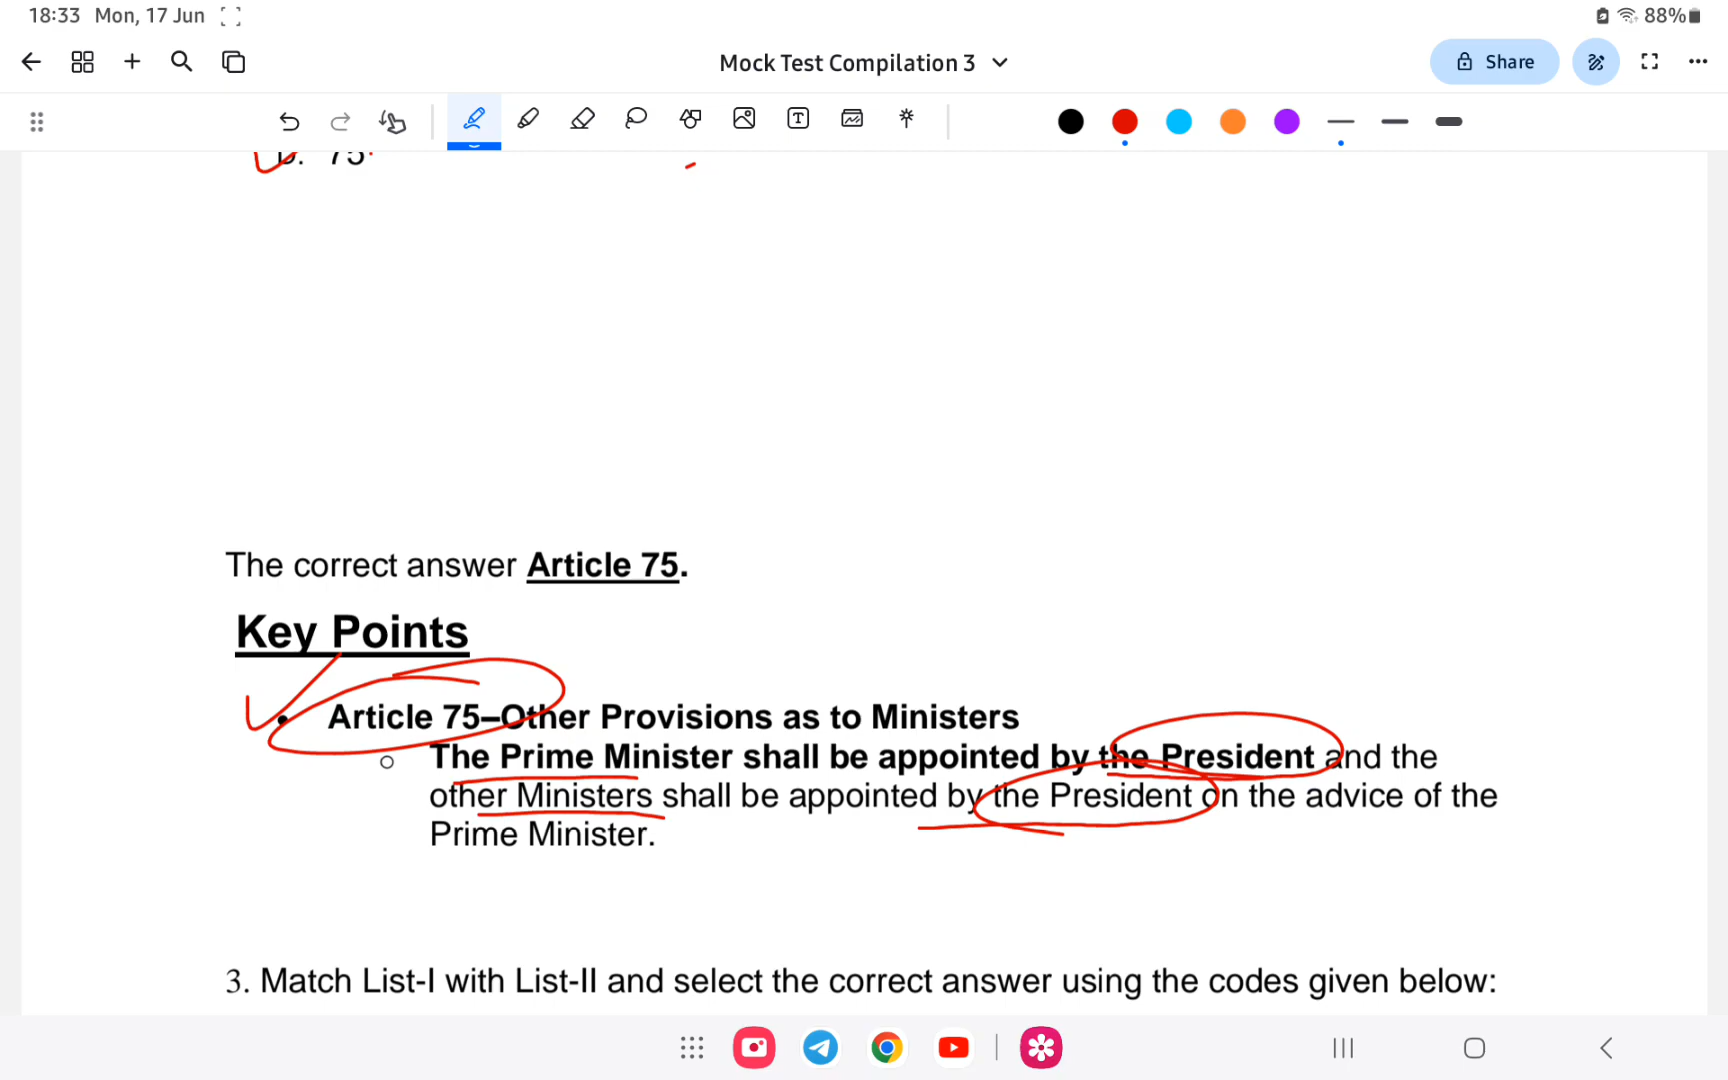 18:33 Mon, 17 Jun
88%
Mock Test Compilation 3
Share
D. 75
The correct answer Article 75.
Key Points
• Article 75–Other Provisions as to Ministers
o The Prime Minister shall be appointed by the President and the
other Ministers shall be appointed by the President on the advice of the
Prime Minister.
3. Match List-I with List-II and select the correct answer using the codes given below: